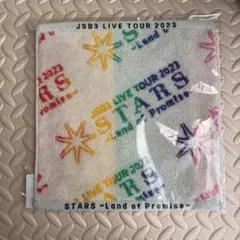 JSB3 LIVE TOUR 2023
STARS
"Land of Promise"
JSB3 LIVE TOUR 2023
STARS
"Land of Promise"
STARS "Land of Promise"